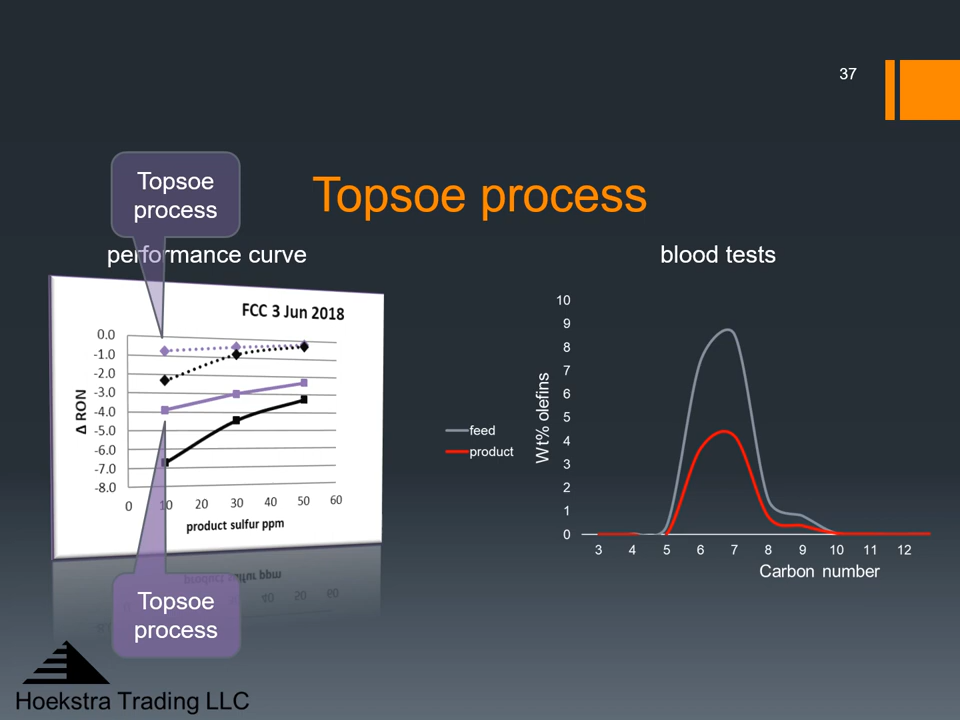 37
Topsoe process
Topsoe
process
performance curve
blood tests
FCC 3 Jun 2018
0.0
-1.0
-2.0
-3.0
-4.0
-5.0
-6.0
-7.0
-8.0
Δ RON
0 10 20 30 40 50 60
product sulfur ppm
Topsoe
process
10
9
8
7
6
5
4
3
2
1
0
Wt% olefins
feed
product
3 4 5 6 7 8 9 10 11 12
Carbon number
Hoekstra Trading LLC